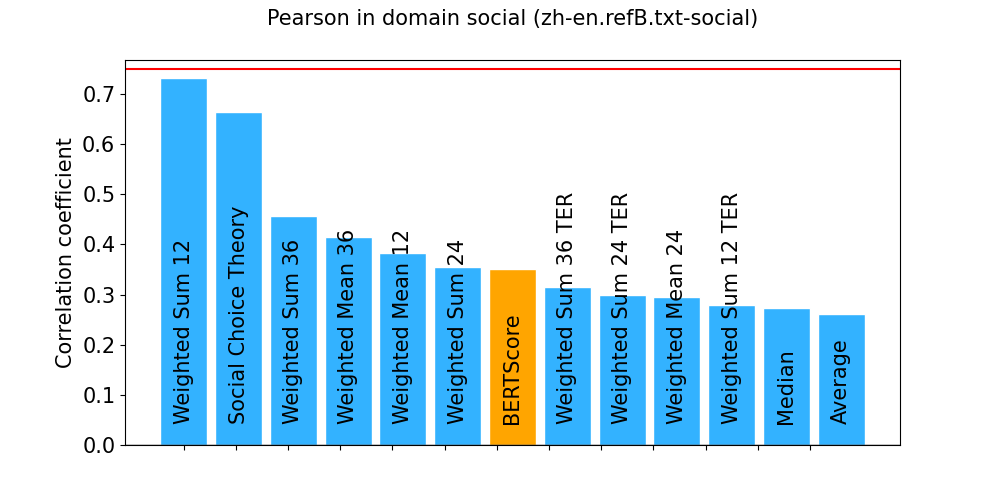 Pearson in domain social (zh-en.refB.txt-social)
Correlation coefficient
0.7
0.6
0.5
0.4
0.3
0.2
0.1
0.0
Weighted Sum 12
Social Choice Theory
Weighted Sum 36
Weighted Mean 36
Weighted Mean 12
Weighted Sum 24
BERTScore
Weighted Sum 36 TER
Weighted Sum 24 TER
Weighted Mean 24
Weighted Sum 12 TER
Median
Average